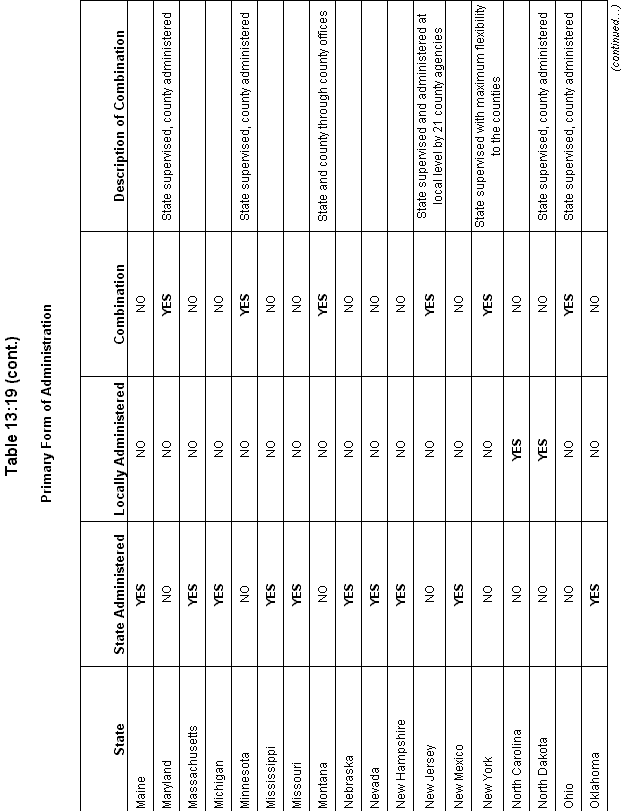 Table 13:19 (cont.)
Primary Form of Administration
State State Administered Locally Administered Combination Description of Combination
Maine YES NO NO
Maryland NO NO YES State supervised, county administered
Massachusetts YES NO NO
Michigan YES NO NO
Minnesota NO NO YES State supervised, county administered
Mississippi YES NO NO
Missouri YES NO NO
Montana NO NO YES State and county through county offices
Nebraska YES NO NO
Nevada YES NO NO
New Hampshire YES NO NO
New Jersey NO NO YES State supervised and administered at
local level by 21 county agencies
New Mexico YES NO NO
New York NO NO YES State supervised with maximum flexibility
to the counties
North Carolina NO YES NO
North Dakota NO YES NO State supervised, county administered
Ohio NO NO YES State supervised, county administered
Oklahoma YES NO NO
(continued...)